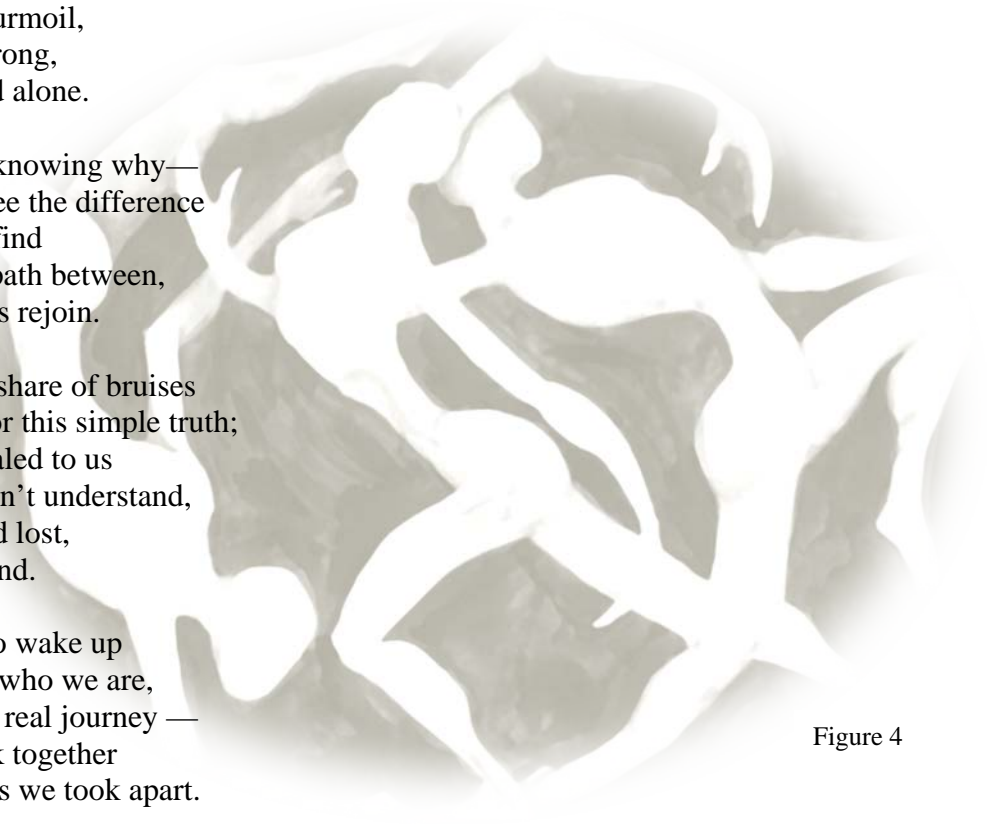 urmoil,
rong,
d alone.
knowing why—
ee the difference
find
path between,
s rejoin.
share of bruises
or this simple truth;
aled to us
n't understand,
d lost,
nd.
o wake up
who we are,
real journey —
k together
s we took apart.
Figure 4